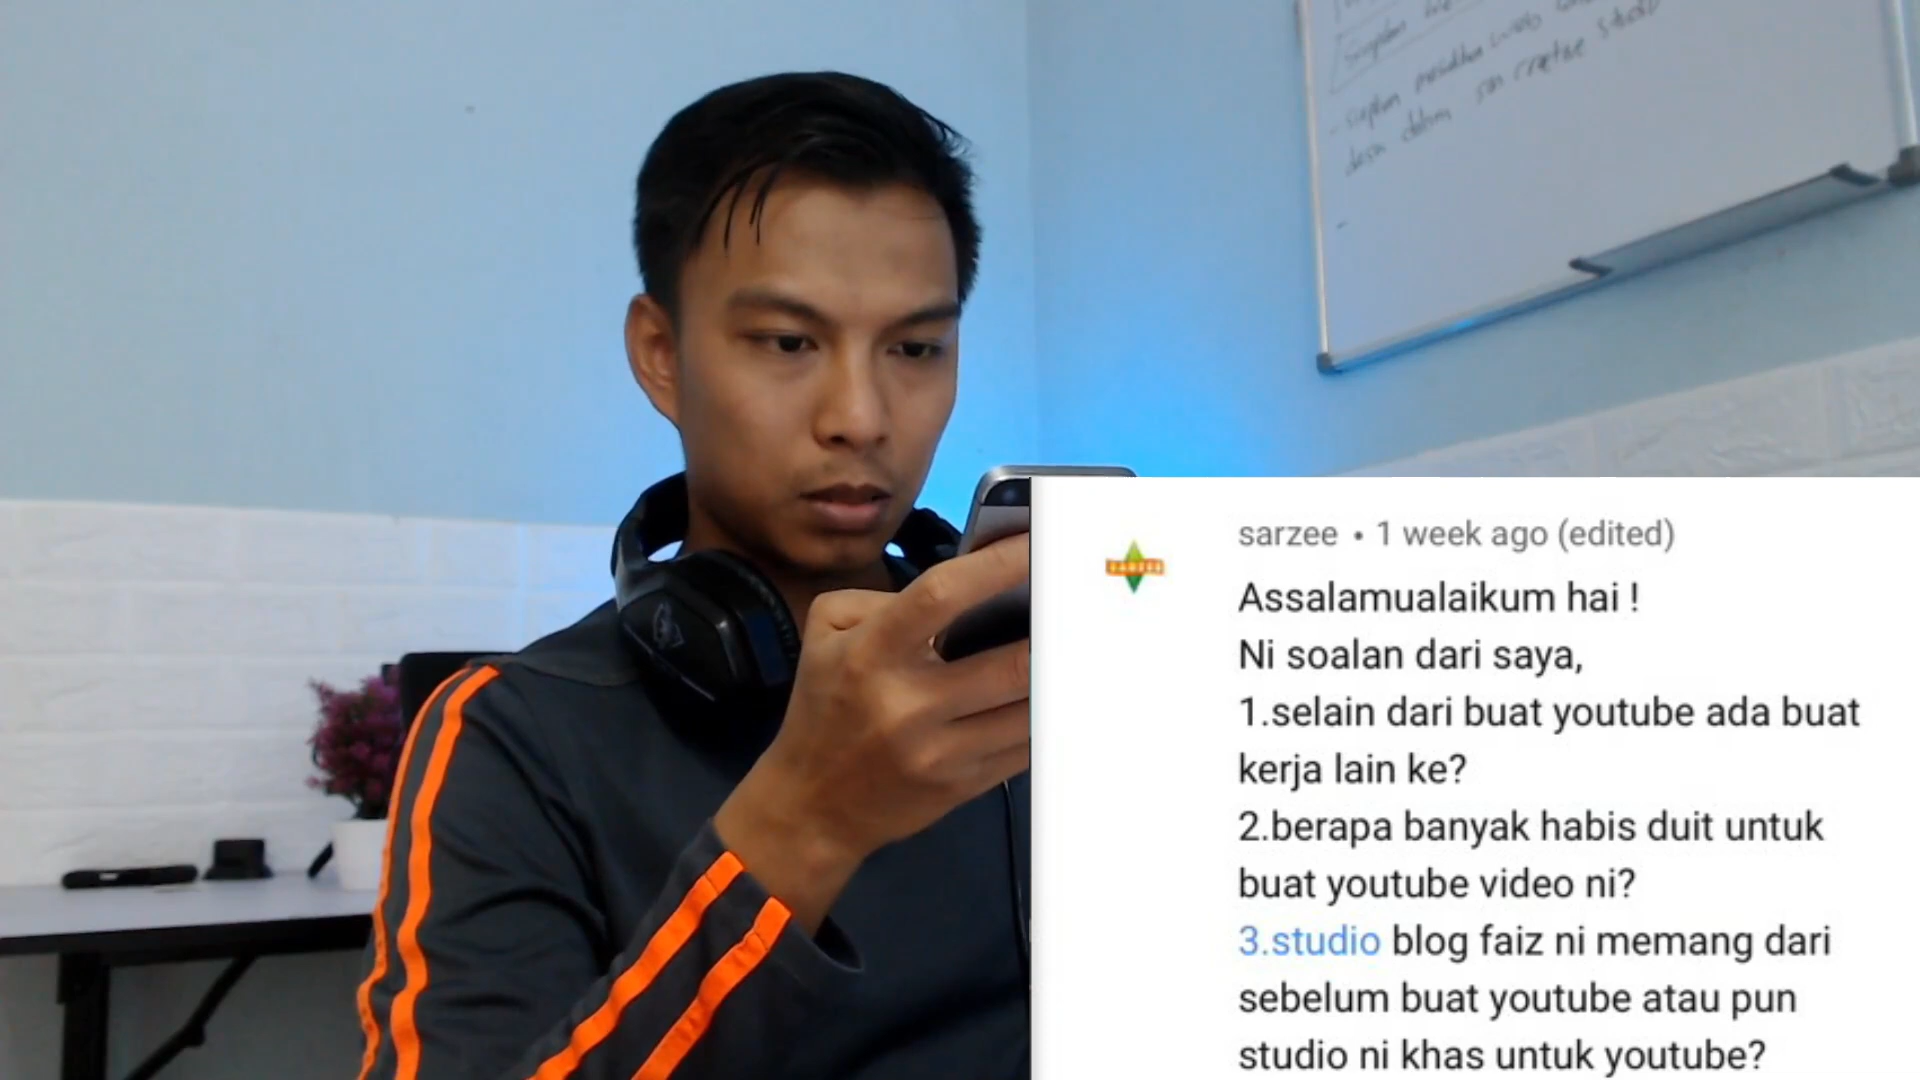 sarzee • 1 week ago (edited)
SARZEE
Assalamualaikum hai !
Ni soalan dari saya,
1.selain dari buat youtube ada buat
kerja lain ke?
2.berapa banyak habis duit untuk
buat youtube video ni?
3.studio blog faiz ni memang dari
sebelum buat youtube atau pun
studio ni khas untuk youtube?